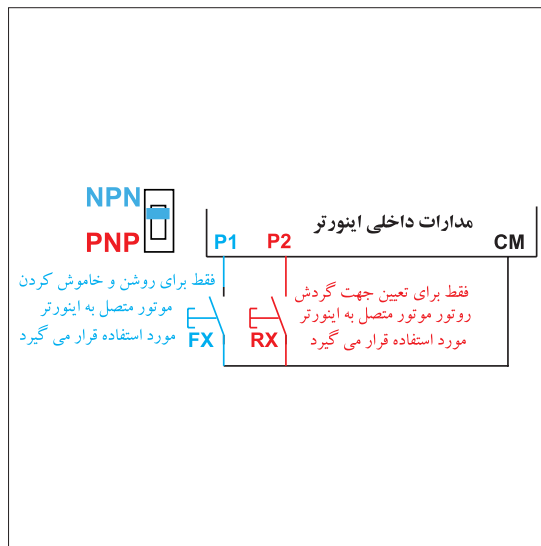 NPN
PNP
مدارات داخلی اینورتر
P1
P2
CM
فقط برای روشن و خاموش کردن
موتور متصل به اینورتر
مورد استفاده قرار می گیرد
FX
فقط برای تعیین جهت گردش
روتور موتور متصل به اینورتر
مورد استفاده قرار می گیرد
RX